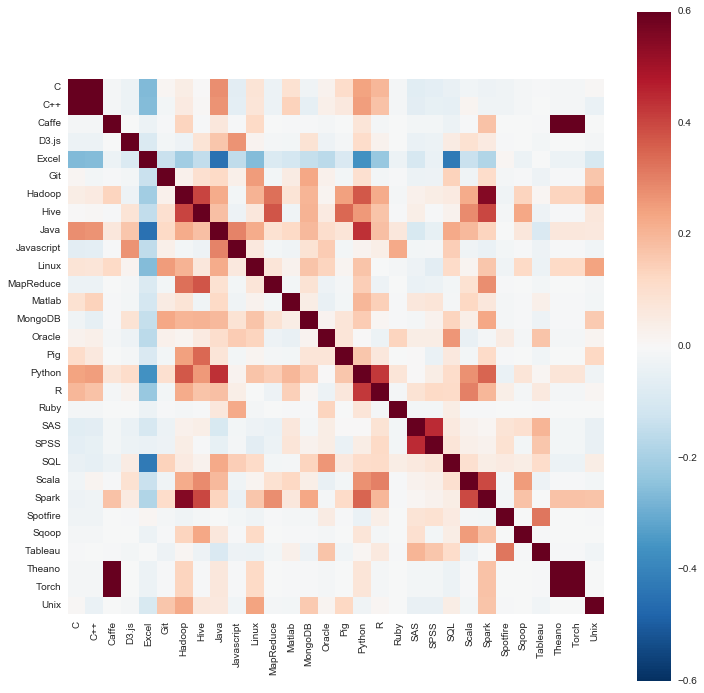 C
C++
Caffe
D3.js
Excel
Git
Hadoop
Hive
Java
Javascript
Linux
MapReduce
Matlab
MongoDB
Oracle
Pig
Python
R
Ruby
SAS
SPSS
SQL
Scala
Spark
Spotfire
Sqoop
Tableau
Theano
Torch
Unix
C
C++
Caffe
D3.js
Excel
Git
Hadoop
Hive
Java
Javascript
Linux
MapReduce
Matlab
MongoDB
Oracle
Pig
Python
R
Ruby
SAS
SPSS
SQL
Scala
Spark
Spotfire
Sqoop
Tableau
Theano
Torch
Unix
0.6
0.4
0.2
0.0
−0.2
−0.4
−0.6